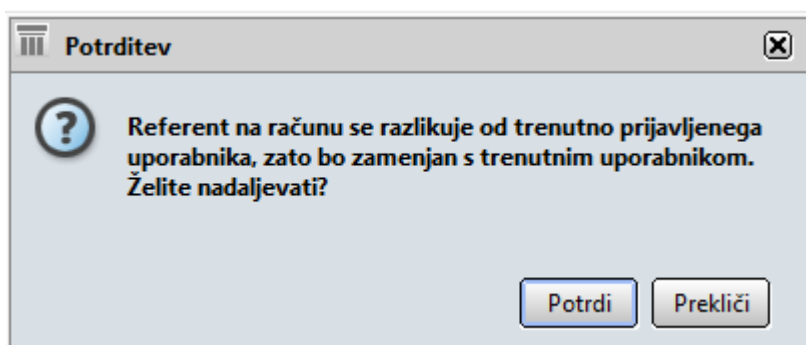 Potrditev
Referent na računu se razlikuje od trenutno prijavljenega
uporabnika, zato bo zamenjan s trenutnim uporabnikom.
Želite nadaljevati?
Potrdi
Prekliči